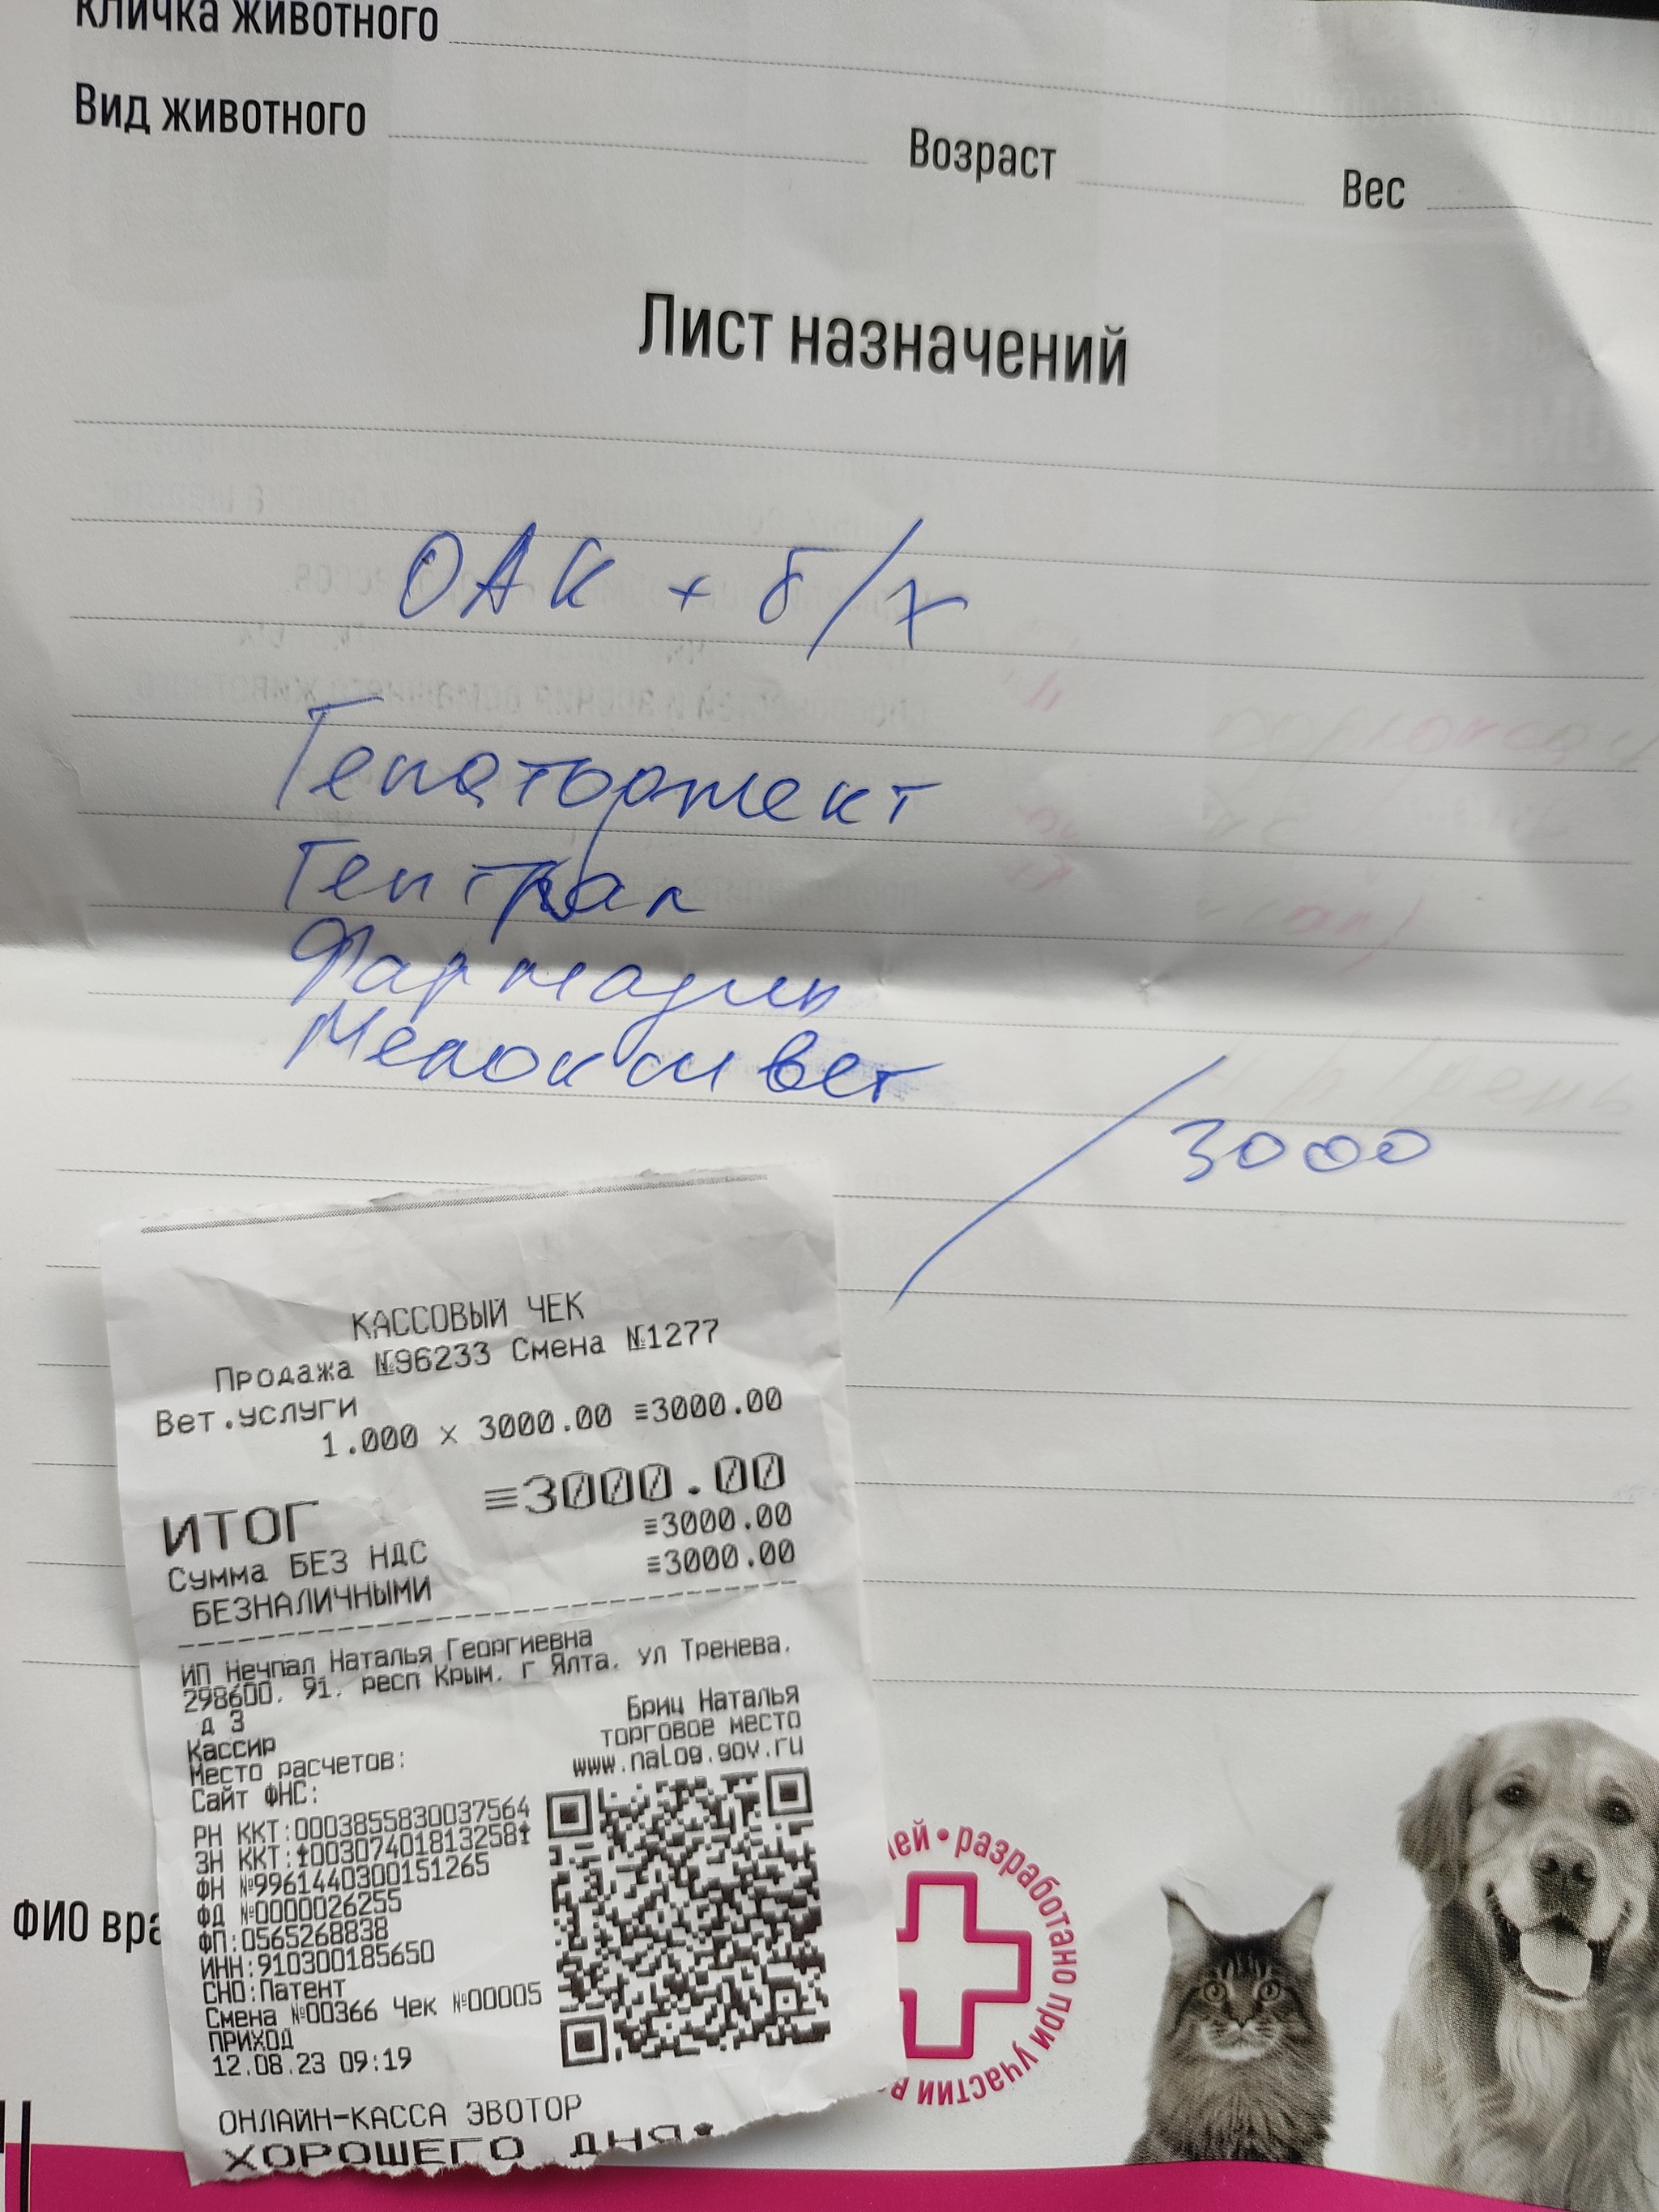 Кличка животного
Вид животного Возраст Вес
Лист назначений
ОАК + б/х
Гепатоджект
Гептрал
Мелоксивет
/ 3000
КАССОВЫЙ ЧЕК
Продажа №96233 Смена №1277
Вет.услуги
1.000 x 3000.00 ≡3000.00
ИТОГ ≡3000.00
Сумма БЕЗ НДС ≡3000.00
БЕЗНАЛИЧНЫМИ ≡3000.00
ИП Нечпал Наталья Георгиевна
298600, 91, респ Крым, г Ялта, ул Тренева,
д 3
Кассир Бриц Наталья
Место расчетов: торговое место
Сайт ФНС: www.nalog.gov.ru
РН ККТ:0003855830037564
ЗН ККТ:↑00307401813258↑
ФН №9961440300151265
ФД №0000026255
ФП:0565268838
ИНН:910300185650
СНО:Патент
Смена №00366 Чек №00005
ПРИХОД
12.08.23 09:19
ОНЛАЙН-КАССА ЭВОТОР
ХОРОШЕГО ДНЯ
ФИО вра
ей • разработано при участии в